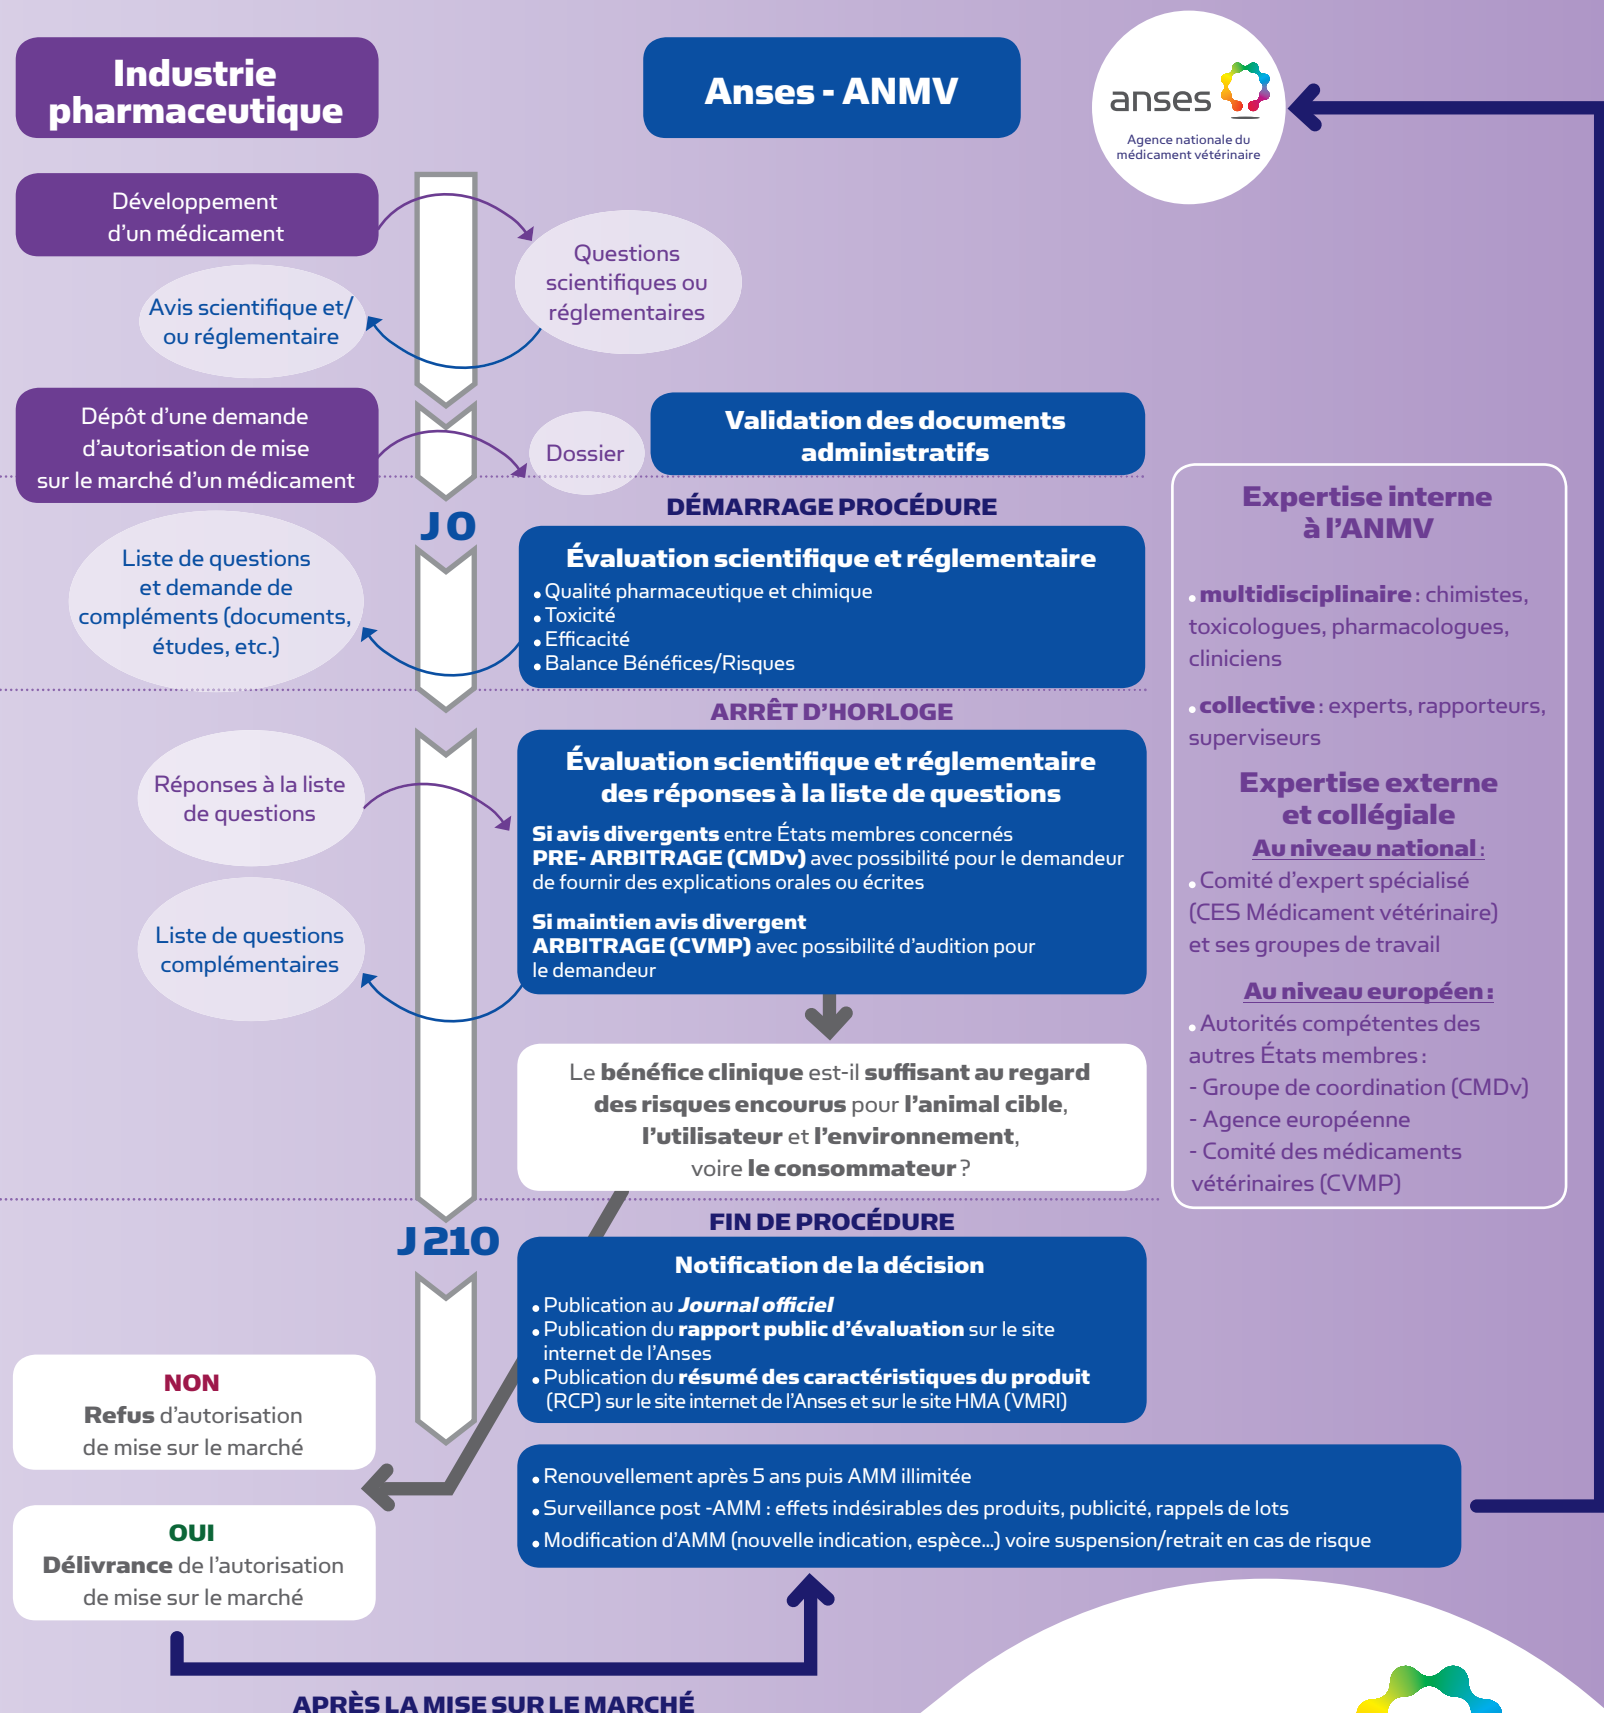 Industrie
pharmaceutique
Anses - ANMV
anses
Agence nationale du
médicament vétérinaire
Développement
d’un médicament
Questions
scientifiques ou
réglementaires
Avis scientifique et/
ou réglementaire
Dépôt d’une demande
d’autorisation de mise
sur le marché d’un médicament
Dossier
Validation des documents
administratifs
J 0
DÉMARRAGE PROCÉDURE
Liste de questions
et demande de
compléments (documents,
études, etc.)
Évaluation scientifique et réglementaire
• Qualité pharmaceutique et chimique
• Toxicité
• Efficacité
• Balance Bénéfices/Risques
ARRÊT D’HORLOGE
Réponses à la liste
de questions
Évaluation scientifique et réglementaire
des réponses à la liste de questions
Si avis divergents entre États membres concernés
PRE- ARBITRAGE (CMDv) avec possibilité pour le demandeur
de fournir des explications orales ou écrites
Si maintien avis divergent
ARBITRAGE (CVMP) avec possibilité d’audition pour
le demandeur
Liste de questions
complémentaires
Le bénéfice clinique est-il suffisant au regard
des risques encourus pour l’animal cible,
l’utilisateur et l’environnement,
voire le consommateur ?
Expertise interne
à l’ANMV
• multidisciplinaire : chimistes,
toxicologues, pharmacologues,
cliniciens
• collective : experts, rapporteurs,
superviseurs
Expertise externe
et collégiale
Au niveau national :
• Comité d’expert spécialisé
(CES Médicament vétérinaire)
et ses groupes de travail
Au niveau européen :
• Autorités compétentes des
autres États membres :
- Groupe de coordination (CMDv)
- Agence européenne
- Comité des médicaments
vétérinaires (CVMP)
J 210
FIN DE PROCÉDURE
Notification de la décision
• Publication au Journal officiel
• Publication du rapport public d’évaluation sur le site
internet de l’Anses
• Publication du résumé des caractéristiques du produit
(RCP) sur le site internet de l’Anses et sur le site HMA (VMRI)
NON
Refus d’autorisation
de mise sur le marché
OUI
Délivrance de l’autorisation
de mise sur le marché
• Renouvellement après 5 ans puis AMM illimitée
• Surveillance post -AMM : effets indésirables des produits, publicité, rappels de lots
• Modification d’AMM (nouvelle indication, espèce...) voire suspension/retrait en cas de risque
APRÈS LA MISE SUR LE MARCHÉ